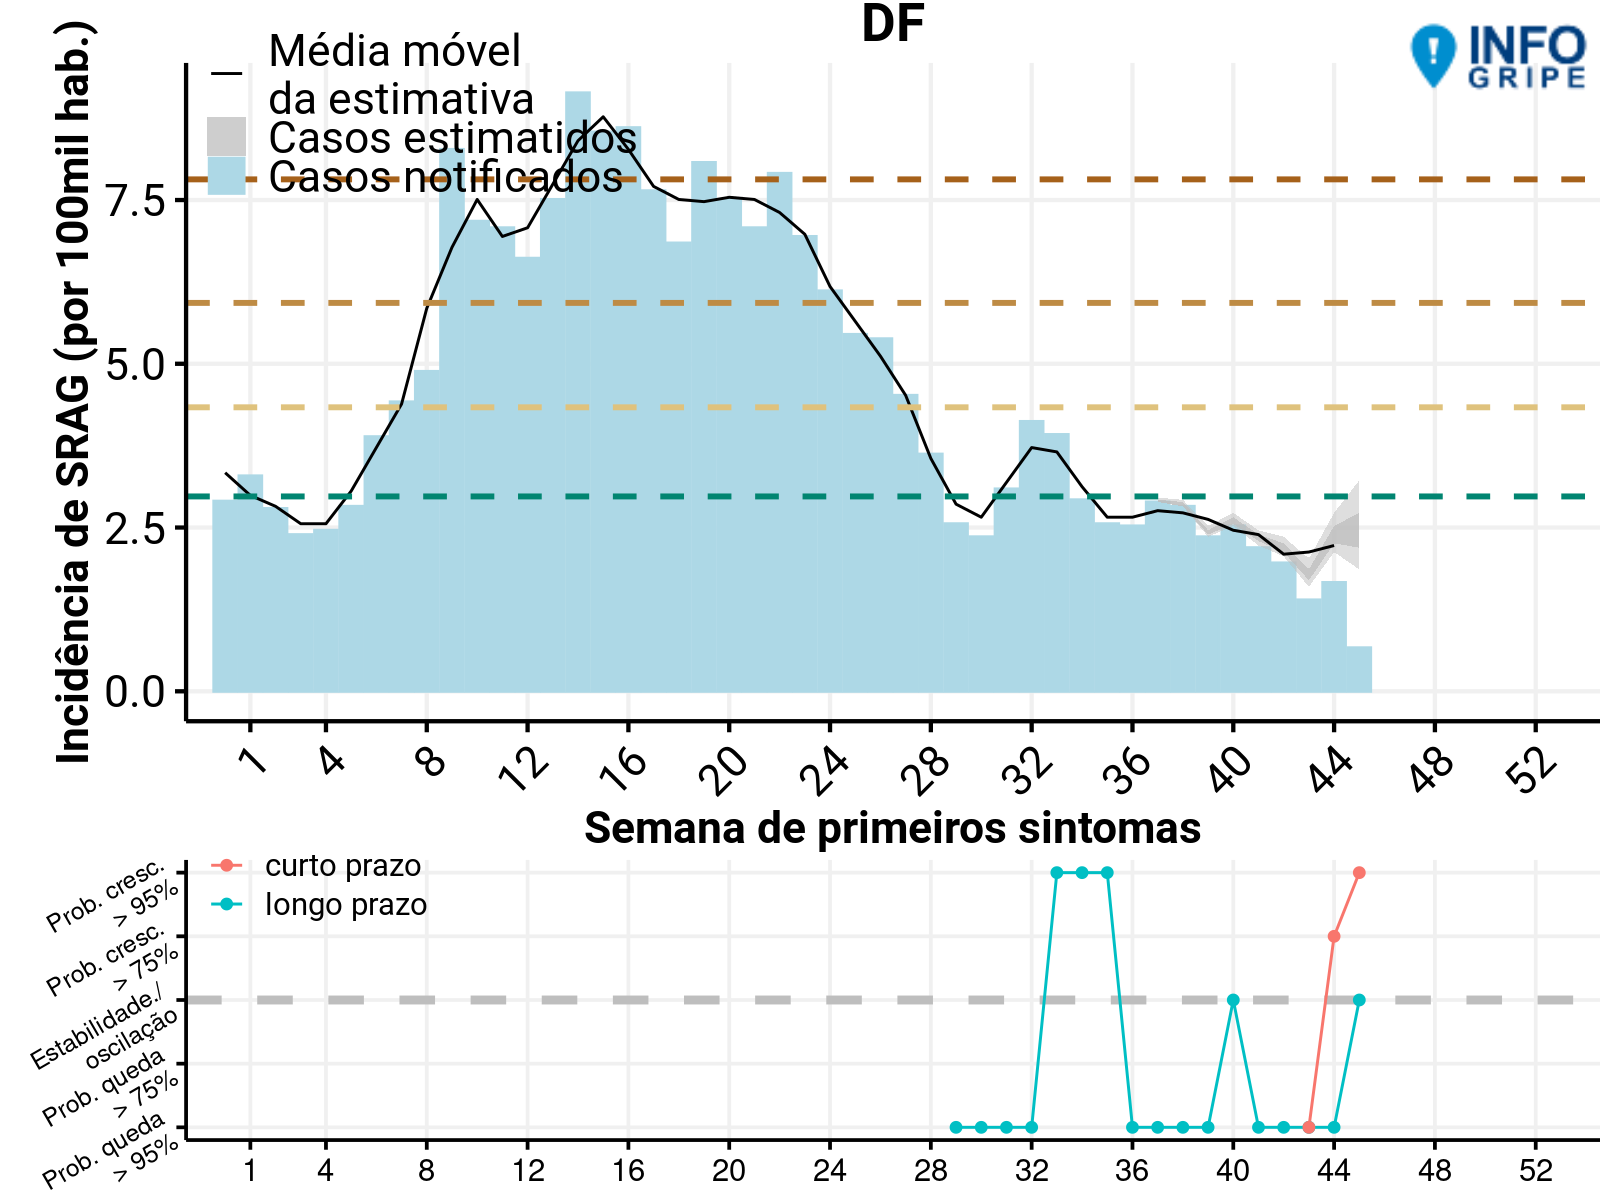 DF
INFO
GRIPE
Média móvel
da estimativa
Casos estimatidos
Casos notificados
Incidência de SRAG (por 100mil hab.)
7.5
5.0
2.5
0.0
1 4 8 12 16 20 24 28 32 36 40 44 48 52
Semana de primeiros sintomas
curto prazo
longo prazo
Prob. cresc.
> 95%
Prob. cresc.
> 75%
Estabilidade./
oscilação
Prob. queda
> 75%
Prob. queda
> 95%
1 4 8 12 16 20 24 28 32 36 40 44 48 52